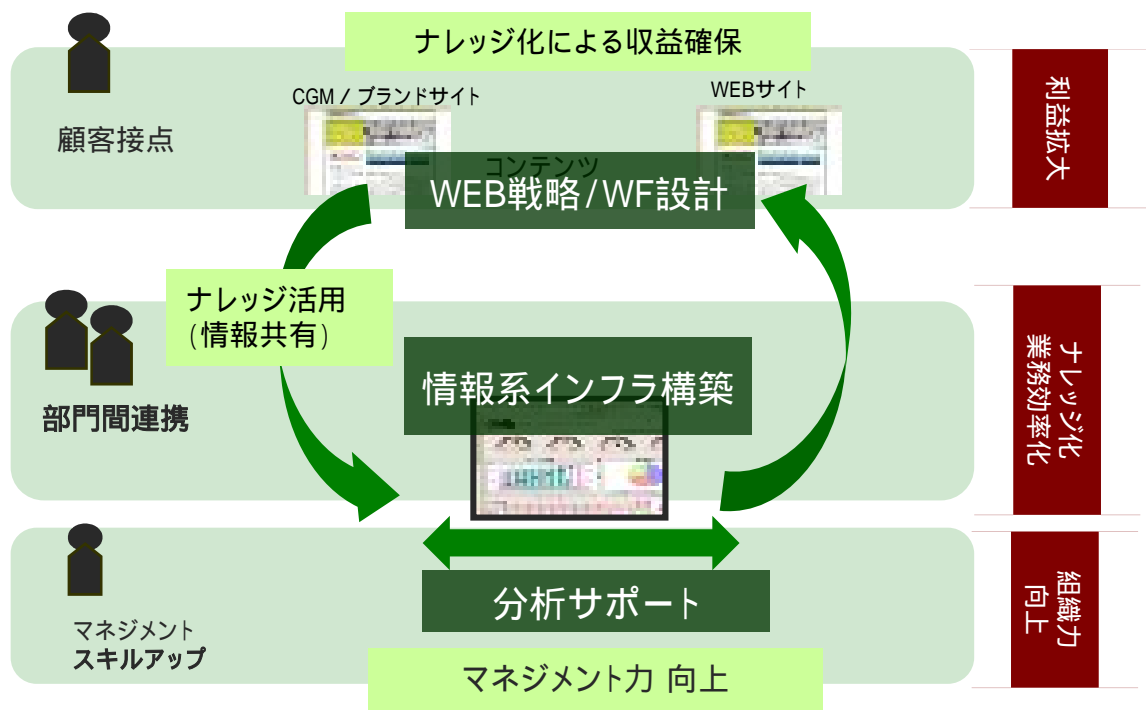 ナレッジ化による収益確保
CGM / ブランドサイト
WEBサイト
顧客接点
コンテンツ
WEB戦略/WF設計
利益拡大
ナレッジ活用
(情報共有)
部門間連携
情報系インフラ構築
ナレッジ化
業務効率化
分析サポート
マネジメント
スキルアップ
マネジメント力 向上
組織力
向上